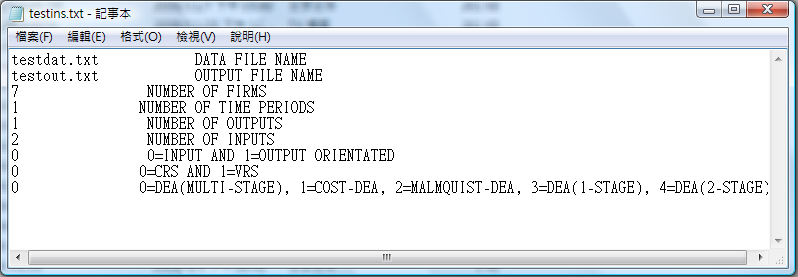 testins.txt - 記事本
檔案(F) 編輯(E) 格式(O) 檢視(V) 說明(H)
testdat.txt DATA FILE NAME
testout.txt OUTPUT FILE NAME
7 NUMBER OF FIRMS
1 NUMBER OF TIME PERIODS
1 NUMBER OF OUTPUTS
2 NUMBER OF INPUTS
0 0=INPUT AND 1=OUTPUT ORIENTATED
0 0=CRS AND 1=VRS
0 0=DEA(MULTI-STAGE), 1=COST-DEA, 2=MALMQUIST-DEA, 3=DEA(1-STAGE), 4=DEA(2-STAGE)